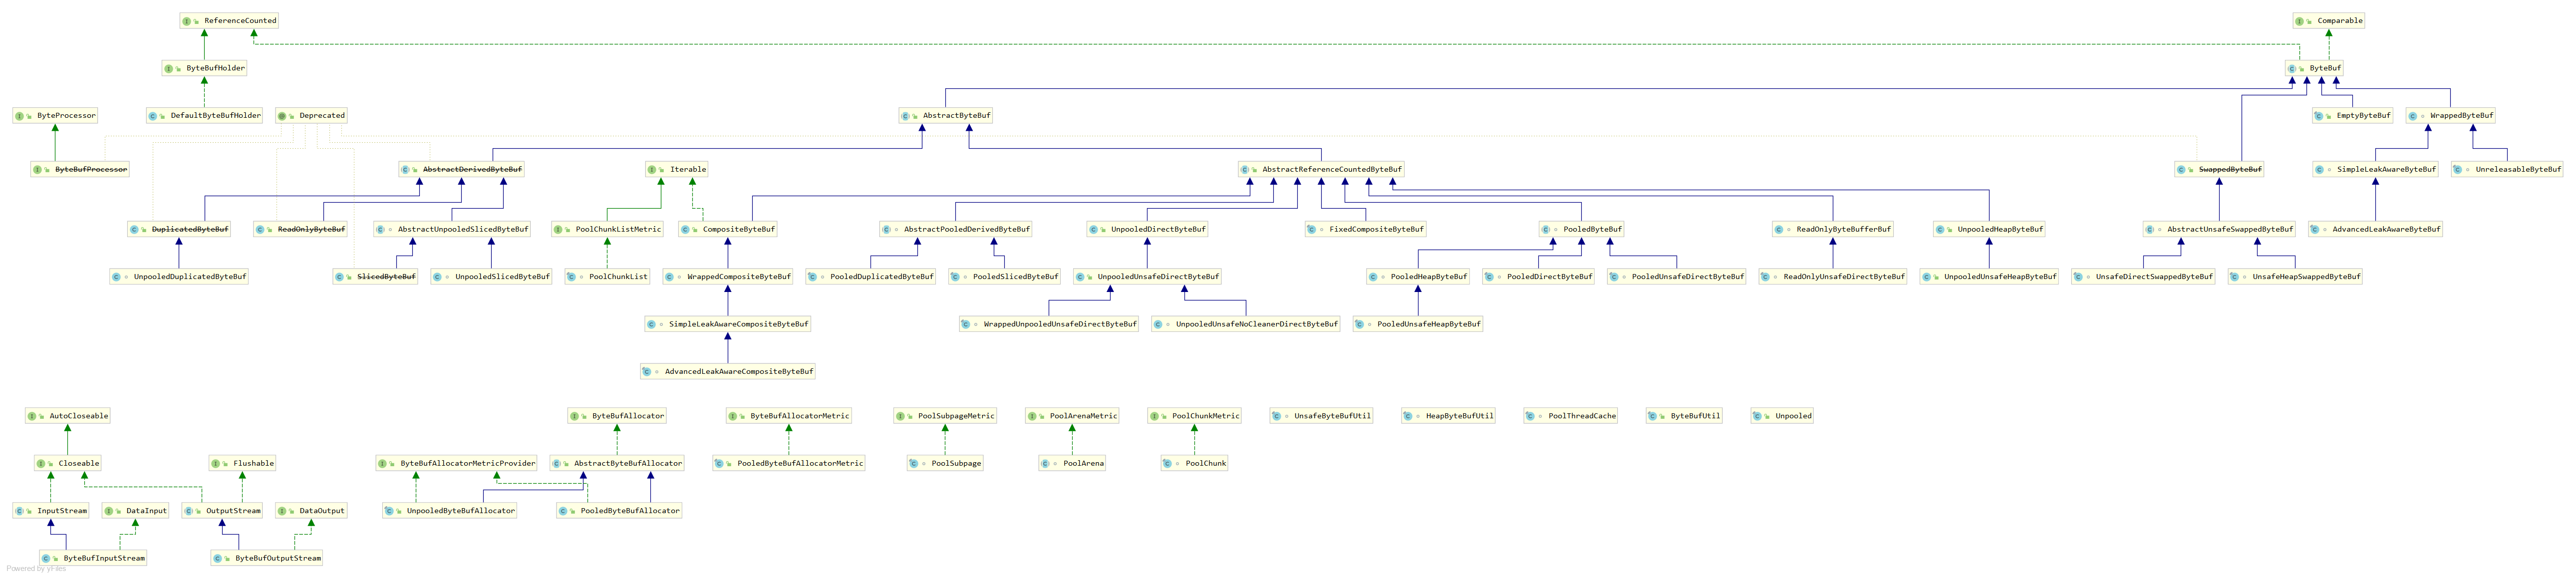 ReferenceCounted Comparable
ByteBufHolder ByteBuf
ByteProcessor DefaultByteBufHolder Deprecated AbstractByteBuf EmptyByteBuf WrappedByteBuf
ByteBufProcessor AbstractDerivedByteBuf Iterable AbstractReferenceCountedByteBuf SwappedByteBuf SimpleLeakAwareByteBuf UnreleasableByteBuf
DuplicatedByteBuf ReadOnlyByteBuf AbstractUnpooledSlicedByteBuf PoolChunkListMetric CompositeByteBuf AbstractPooledDerivedByteBuf UnpooledDirectByteBuf FixedCompositeByteBuf PooledByteBuf ReadOnlyByteBufferBuf UnpooledHeapByteBuf AbstractUnsafeSwappedByteBuf AdvancedLeakAwareByteBuf
UnpooledDuplicatedByteBuf SlicedByteBuf UnpooledSlicedByteBuf PoolChunkList WrappedCompositeByteBuf PooledDuplicatedByteBuf PooledSlicedByteBuf UnpooledUnsafeDirectByteBuf PooledHeapByteBuf PooledDirectByteBuf PooledUnsafeDirectByteBuf ReadOnlyUnsafeDirectByteBuf UnpooledUnsafeHeapByteBuf UnsafeDirectSwappedByteBuf UnsafeHeapSwappedByteBuf
SimpleLeakAwareCompositeByteBuf WrappedUnpooledUnsafeDirectByteBuf UnpooledUnsafeNoCleanerDirectByteBuf PooledUnsafeHeapByteBuf
AdvancedLeakAwareCompositeByteBuf
AutoCloseable ByteBufAllocator ByteBufAllocatorMetric PoolSubpageMetric PoolArenaMetric PoolChunkMetric UnsafeByteBufUtil HeapByteBufUtil PoolThreadCache ByteBufUtil Unpooled
Closeable Flushable ByteBufAllocatorMetricProvider AbstractByteBufAllocator PooledByteBufAllocatorMetric PoolSubpage PoolArena PoolChunk
InputStream DataInput OutputStream DataOutput UnpooledByteBufAllocator PooledByteBufAllocator
ByteBufInputStream ByteBufOutputStream
Powered by yFiles